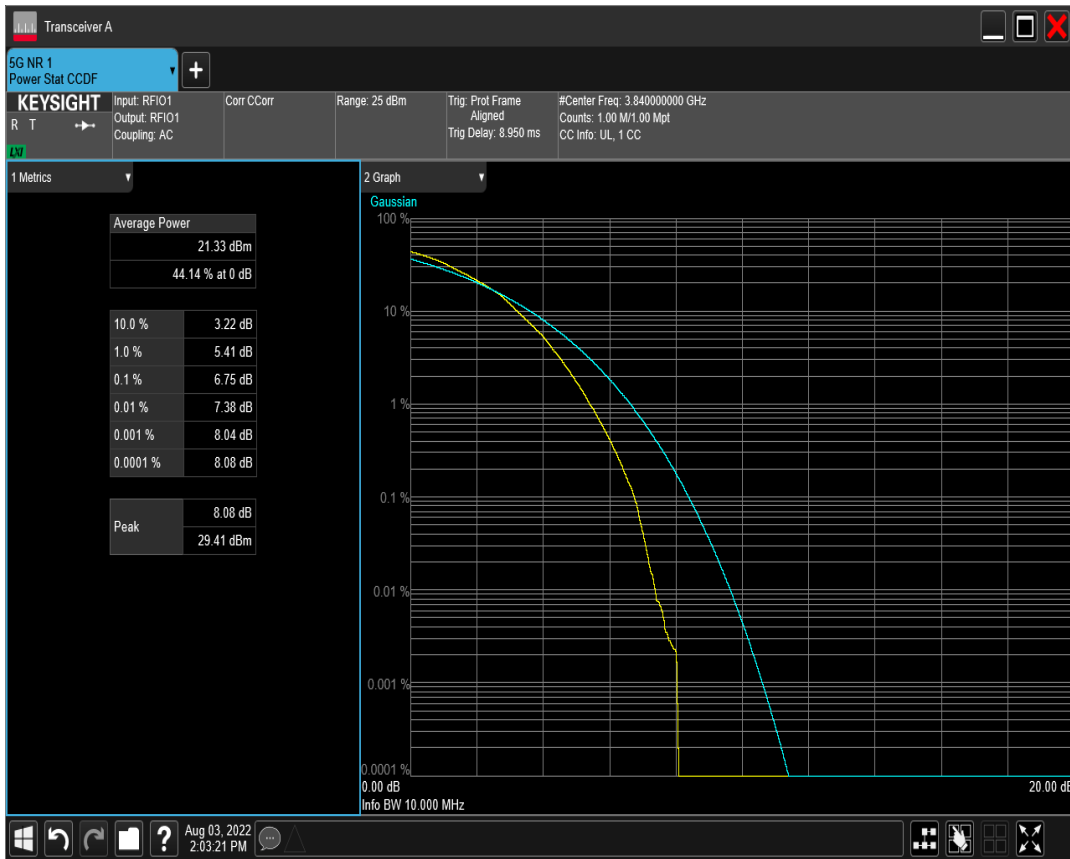 Transceiver A
5G NR 1
Power Stat CCDF
KEYSIGHT
R T
LXI
Input: RFIO1
Output: RFIO1
Coupling: AC
Corr CCorr
Range: 25 dBm
Trig: Prot Frame
Aligned
Trig Delay: 8.950 ms
#Center Freq: 3.840000000 GHz
Counts: 1.00 M/1.00 Mpt
CC Info: UL, 1 CC
1 Metrics
Average Power
21.33 dBm
44.14 % at 0 dB
10.0 % 3.22 dB
1.0 % 5.41 dB
0.1 % 6.75 dB
0.01 % 7.38 dB
0.001 % 8.04 dB
0.0001 % 8.08 dB
Peak
8.08 dB
29.41 dBm
2 Graph
Gaussian
100 %
10 %
1 %
0.1 %
0.01 %
0.001 %
0.0001 %
0.00 dB 20.00 dB
Info BW 10.000 MHz
?
Aug 03, 2022
2:03:21 PM